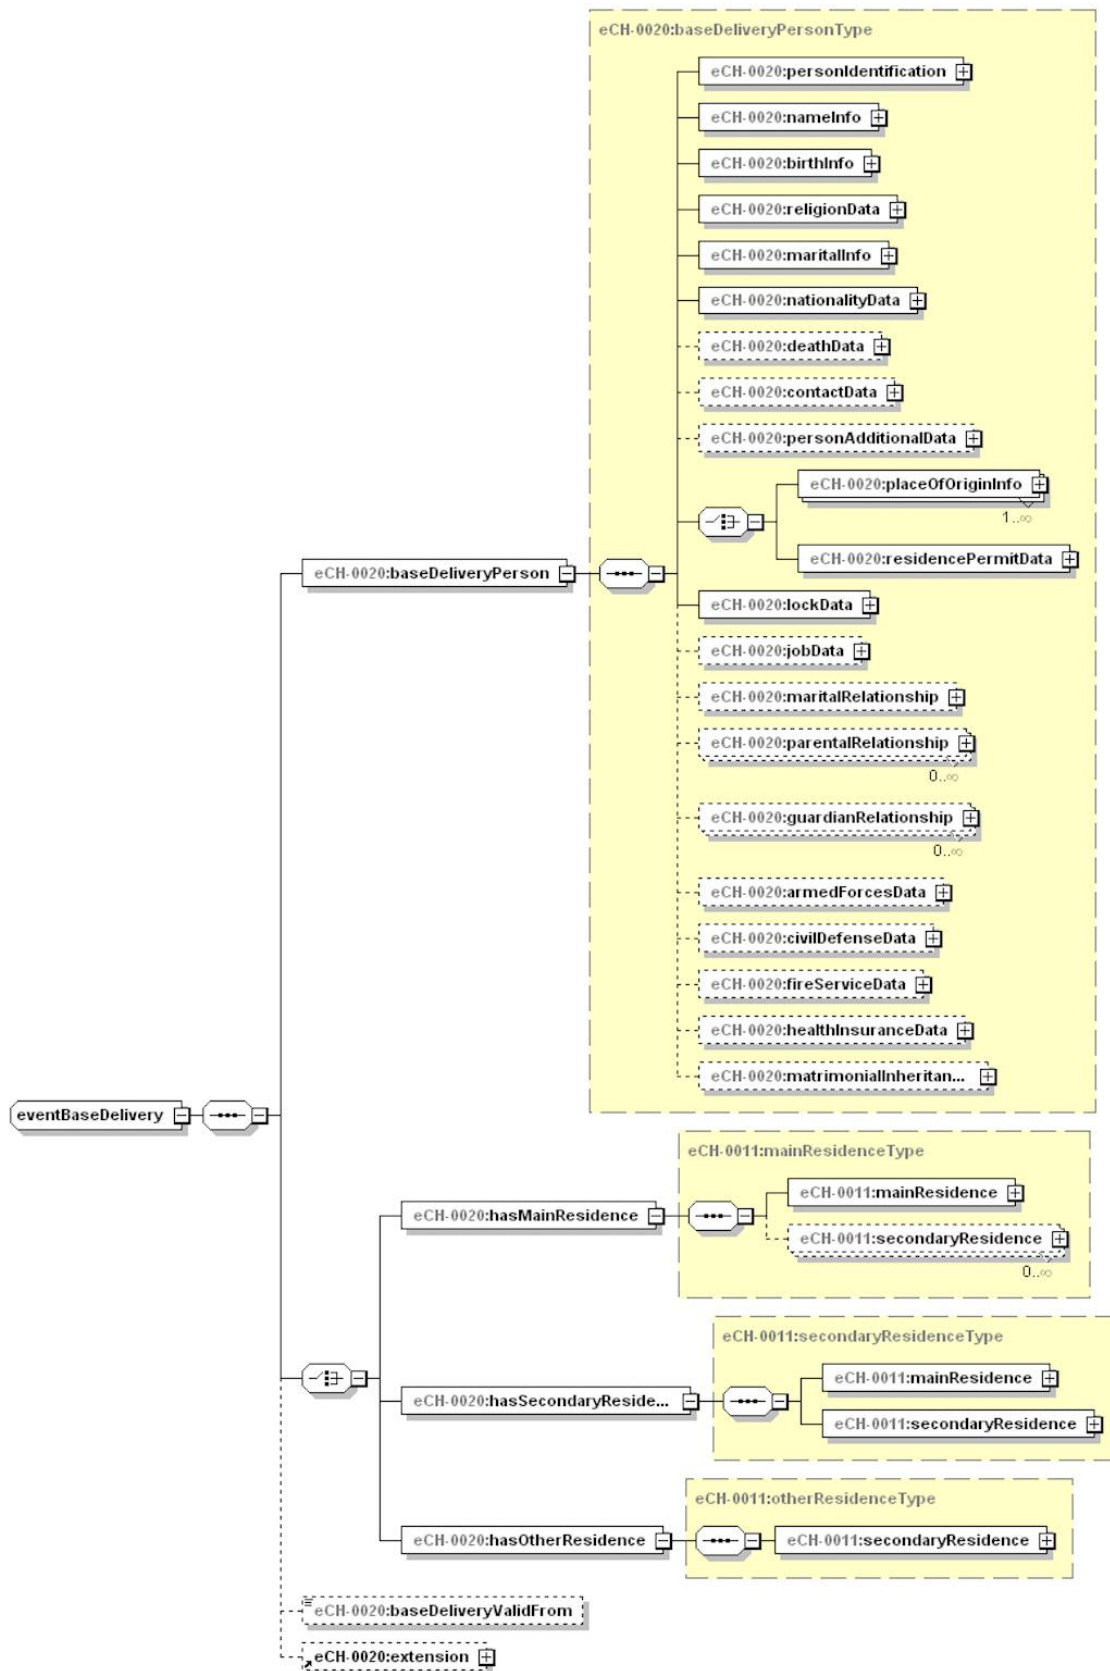 eCH-0020:baseDeliveryPersonType
eCH-0020:personIdentification
eCH-0020:nameInfo
eCH-0020:birthInfo
eCH-0020:religionData
eCH-0020:maritalInfo
eCH-0020:nationalityData
eCH-0020:deathData
eCH-0020:contactData
eCH-0020:personAdditionalData
eCH-0020:placeOfOriginInfo
1..∞
eCH-0020:residencePermitData
eCH-0020:baseDeliveryPerson
eCH-0020:lockData
eCH-0020:jobData
eCH-0020:maritalRelationship
eCH-0020:parentalRelationship
0..∞
eCH-0020:guardianRelationship
0..∞
eCH-0020:armedForcesData
eCH-0020:civilDefenseData
eCH-0020:fireServiceData
eCH-0020:healthInsuranceData
eCH-0020:matrimonialInheritan...
eventBaseDelivery
eCH-0011:mainResidenceType
eCH-0020:hasMainResidence
eCH-0011:mainResidence
eCH-0011:secondaryResidence
0..∞
eCH-0011:secondaryResidenceType
eCH-0020:hasSecondaryReside...
eCH-0011:mainResidence
eCH-0011:secondaryResidence
eCH-0011:otherResidenceType
eCH-0020:hasOtherResidence
eCH-0011:secondaryResidence
eCH-0020:baseDeliveryValidFrom
eCH-0020:extension